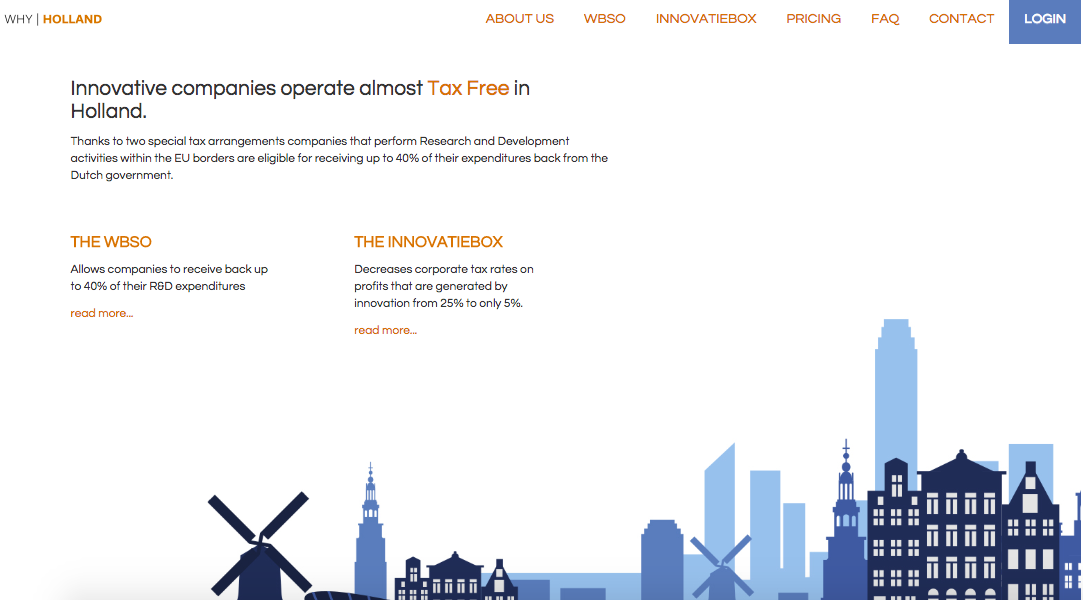 WHY | HOLLAND
ABOUT US WBSO INNOVATIEBOX PRICING FAQ CONTACT LOGIN
Innovative companies operate almost Tax Free in
Holland.
Thanks to two special tax arrangements companies that perform Research and Development
activities within the EU borders are eligible for receiving up to 40% of their expenditures back from the
Dutch government.
THE WBSO
Allows companies to receive back up
to 40% of their R&D expenditures
read more...
THE INNOVATIEBOX
Decreases corporate tax rates on
profits that are generated by
innovation from 25% to only 5%.
read more...